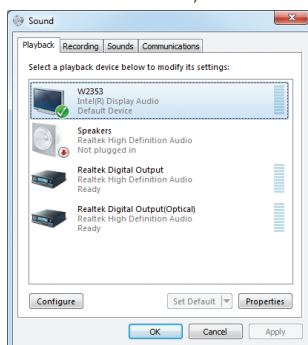 Sound
Playback Recording Sounds Communications
Select a playback device below to modify its settings:
W2353
Intel(R) Display Audio
Default Device
Speakers
Realtek High Definition Audio
Not plugged in
Realtek Digital Output
Realtek High Definition Audio
Ready
Realtek Digital Output(Optical)
Realtek High Definition Audio
Ready
Configure Set Default Properties
OK Cancel Apply